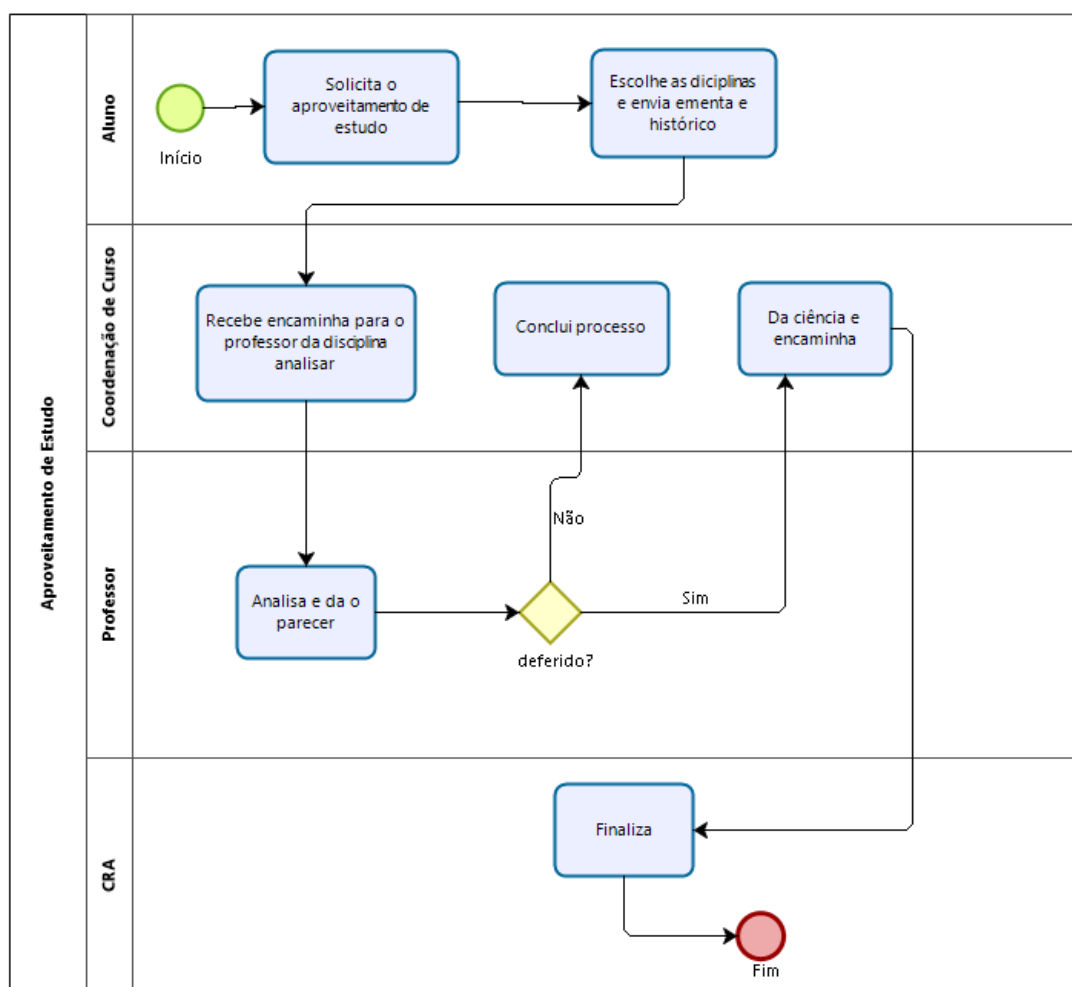 Aproveitamento de Estudo
Aluno
Início
Solicita o
aproveitamento de
estudo
Escolhe as diciplinas
e envia ementa e
histórico
Coordenação de Curso
Recebe encaminha para o
professor da disciplina
analisar
Conclui processo
Da ciência e
encaminha
Professor
Analisa e da o
parecer
deferido?
Não
Sim
CRA
Finaliza
Fim